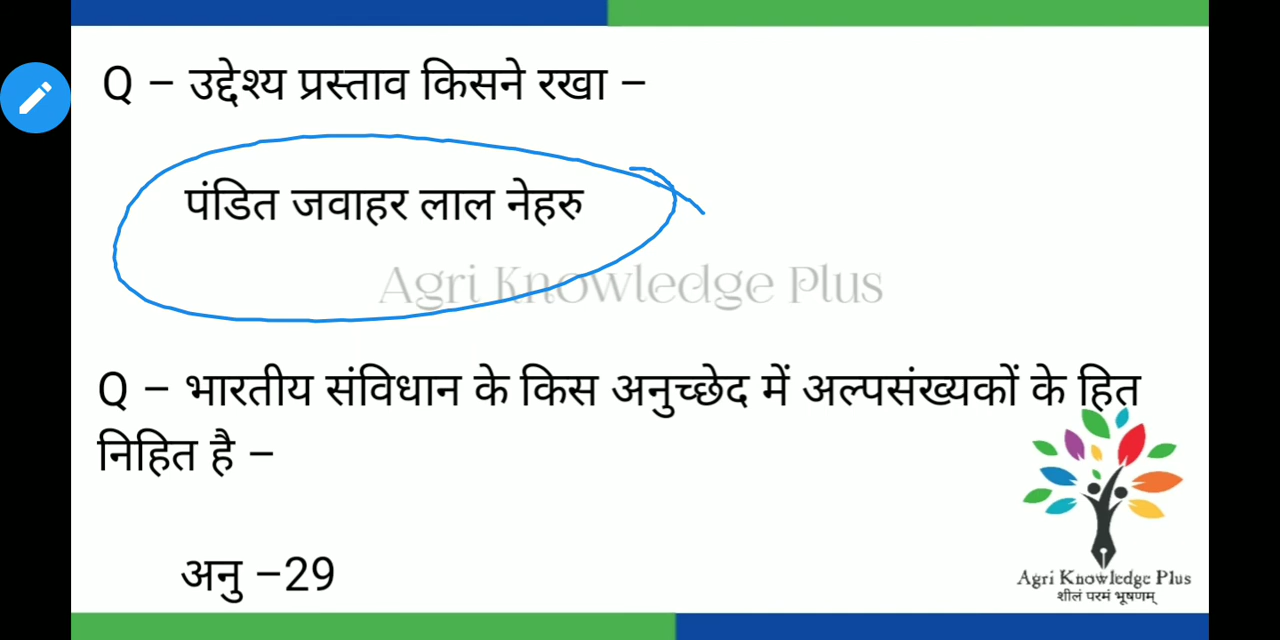 Q – उद्देश्य प्रस्ताव किसने रखा –
पंडित जवाहर लाल नेहरु
Agri Knowledge Plus
Q – भारतीय संविधान के किस अनुच्छेद में अल्पसंख्यकों के हित
निहित है –
अनु –29
Agri Knowledge Plus
शीलं परमं भूषणम्